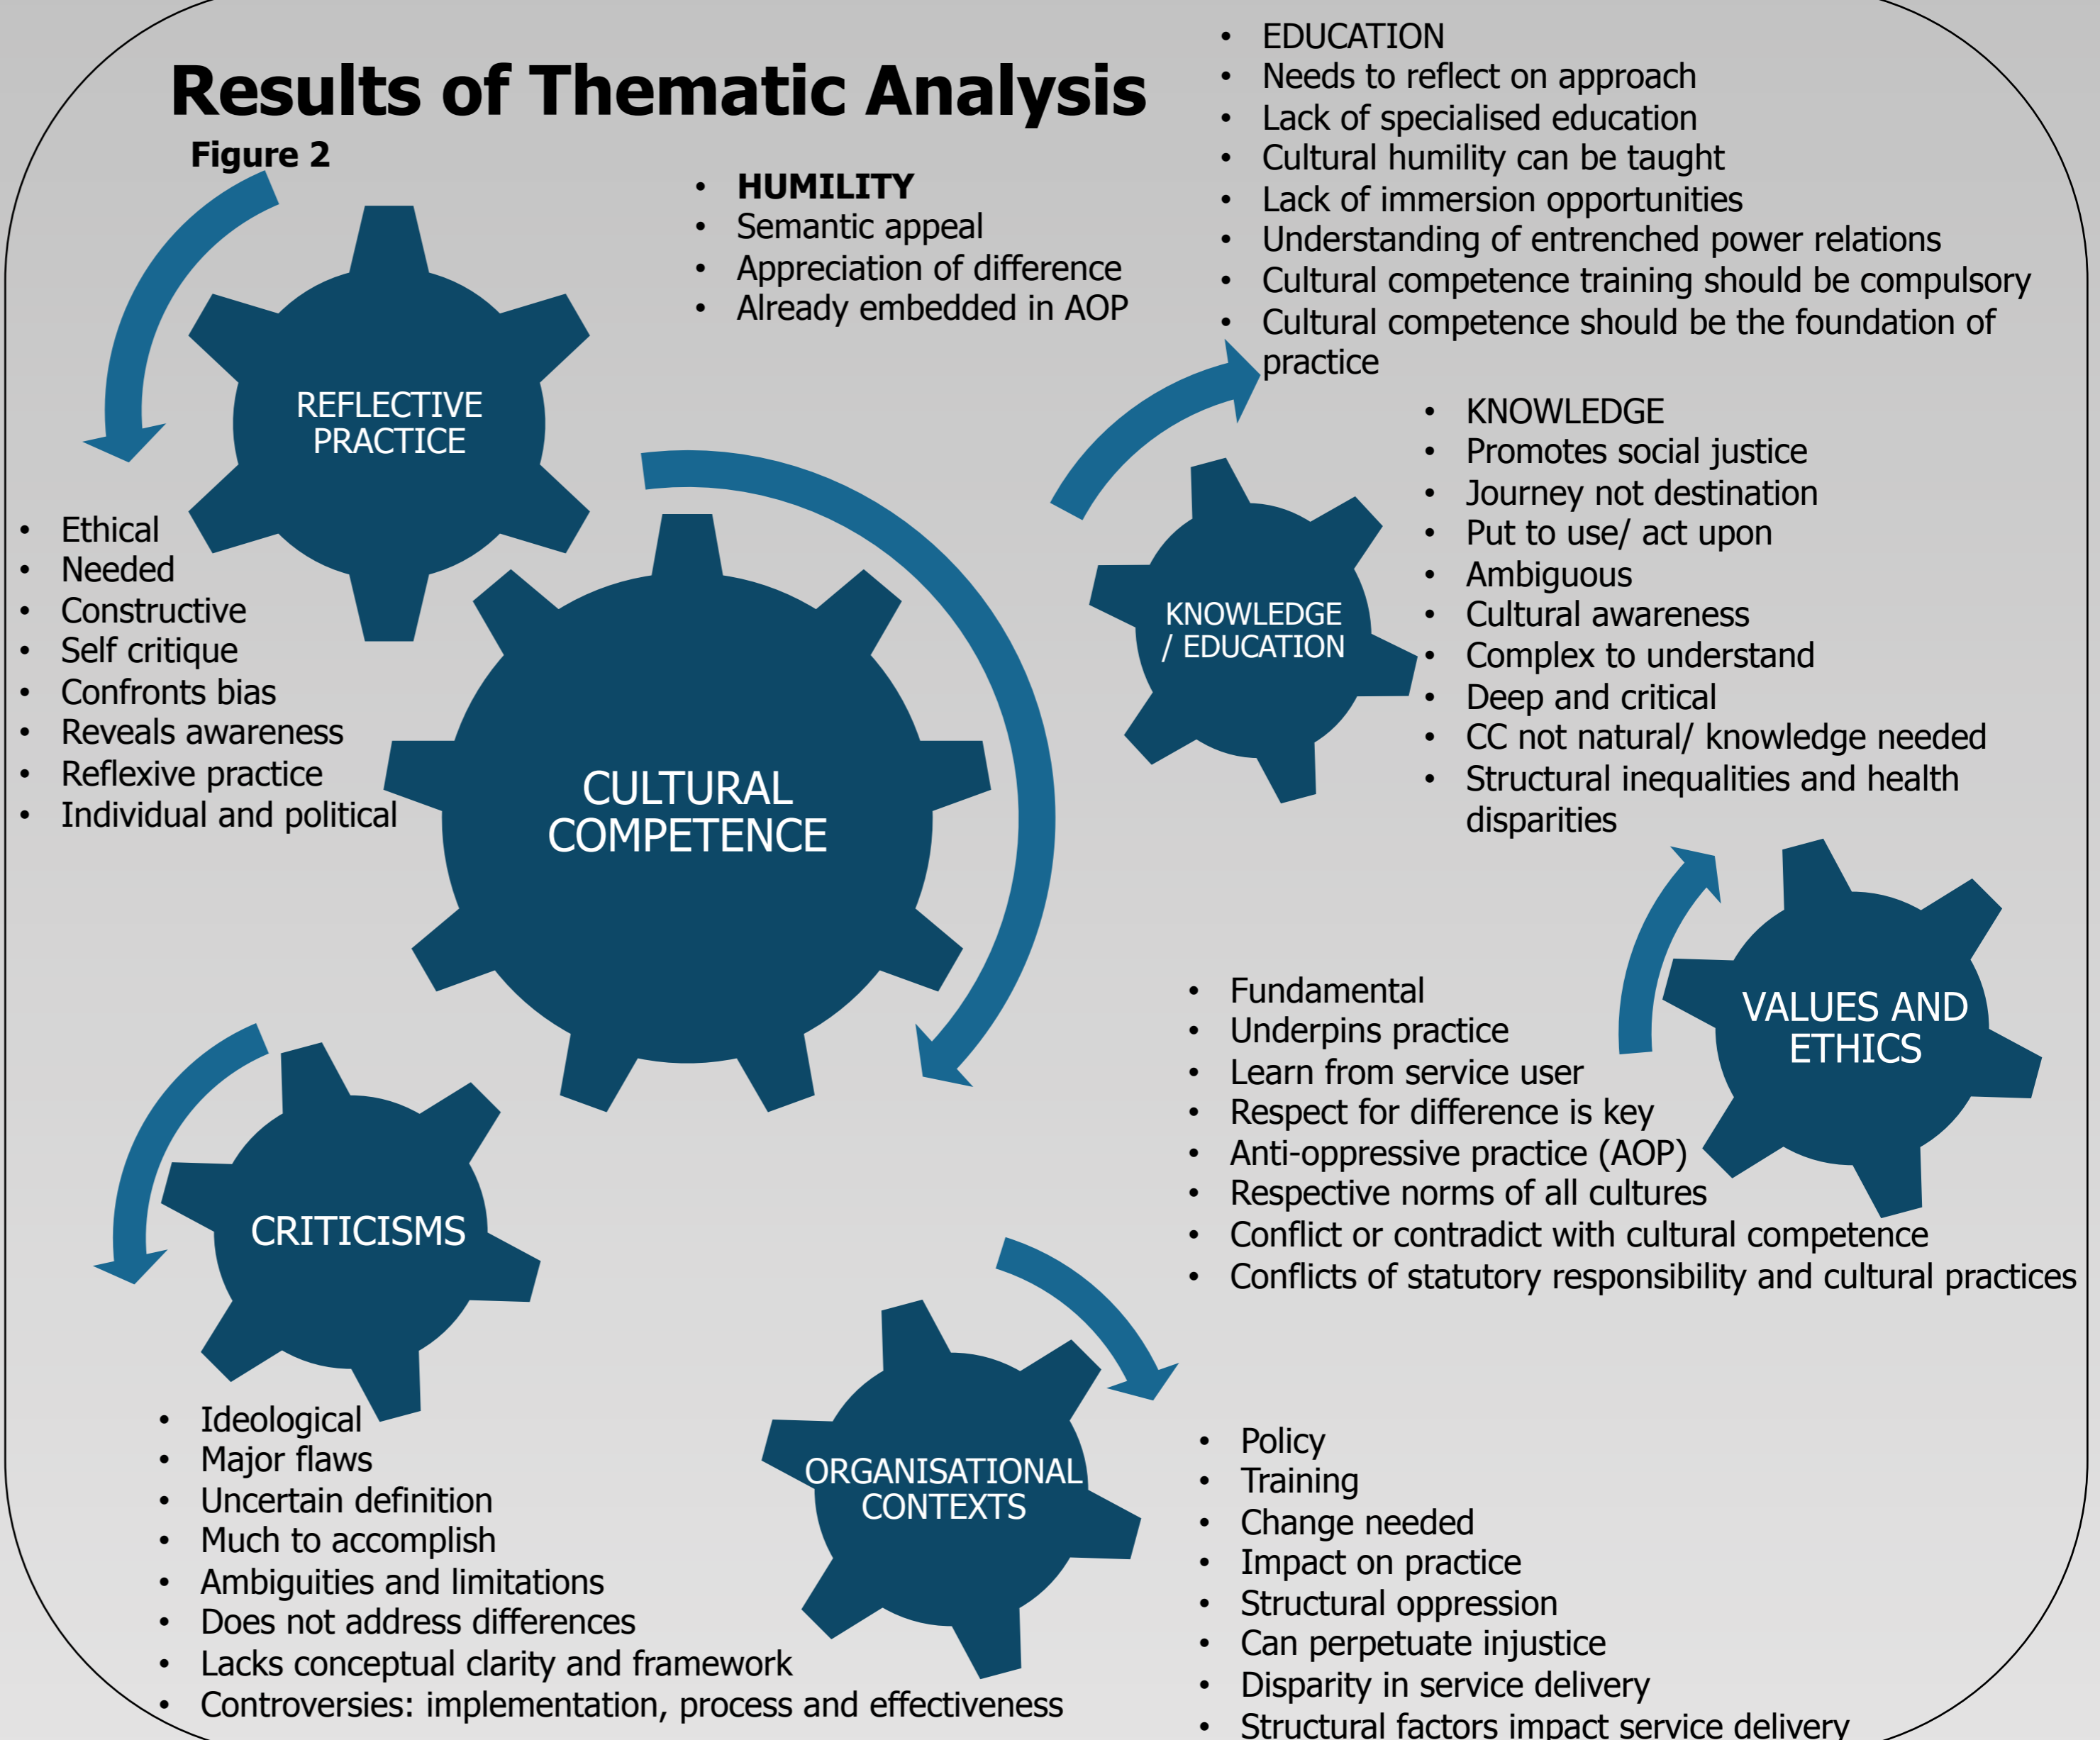 Results of Thematic Analysis
Figure 2
• HUMILITY
• Semantic appeal
• Appreciation of difference
• Already embedded in AOP
• EDUCATION
• Needs to reflect on approach
• Lack of specialised education
• Cultural humility can be taught
• Lack of immersion opportunities
• Understanding of entrenched power relations
• Cultural competence training should be compulsory
• Cultural competence should be the foundation of
practice
REFLECTIVE
PRACTICE
• Ethical
• Needed
• Constructive
• Self critique
• Confronts bias
• Reveals awareness
• Reflexive practice
• Individual and political
CULTURAL
COMPETENCE
KNOWLEDGE
/ EDUCATION
• KNOWLEDGE
• Promotes social justice
• Journey not destination
• Put to use/ act upon
• Ambiguous
• Cultural awareness
• Complex to understand
• Deep and critical
• CC not natural/ knowledge needed
• Structural inequalities and health
disparities
VALUES AND
ETHICS
• Fundamental
• Underpins practice
• Learn from service user
• Respect for difference is key
• Anti-oppressive practice (AOP)
• Respective norms of all cultures
• Conflict or contradict with cultural competence
• Conflicts of statutory responsibility and cultural practices
CRITICISMS
• Ideological
• Major flaws
• Uncertain definition
• Much to accomplish
• Ambiguities and limitations
• Does not address differences
• Lacks conceptual clarity and framework
• Controversies: implementation, process and effectiveness
ORGANISATIONAL
CONTEXTS
• Policy
• Training
• Change needed
• Impact on practice
• Structural oppression
• Can perpetuate injustice
• Disparity in service delivery
• Structural factors impact service delivery